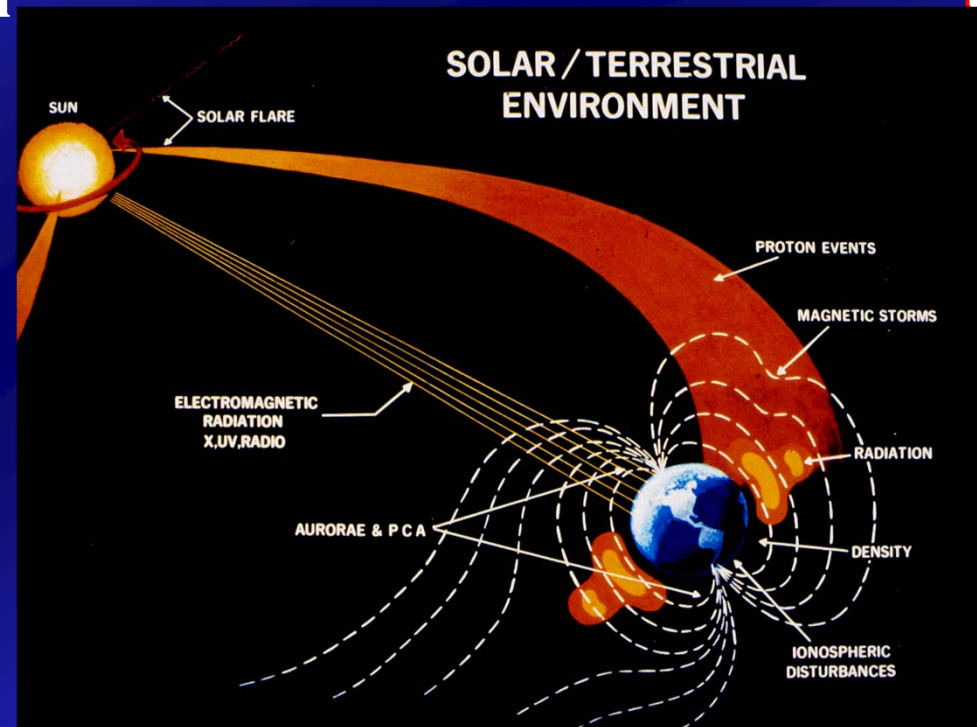 SOLAR/TERRESTRIAL
ENVIRONMENT
SUN
SOLAR FLARE
PROTON EVENTS
MAGNETIC STORMS
ELECTROMAGNETIC
RADIATION
X,UV,RADIO
RADIATION
AURORAE & PCA
DENSITY
IONOSPHERIC
DISTURBANCES